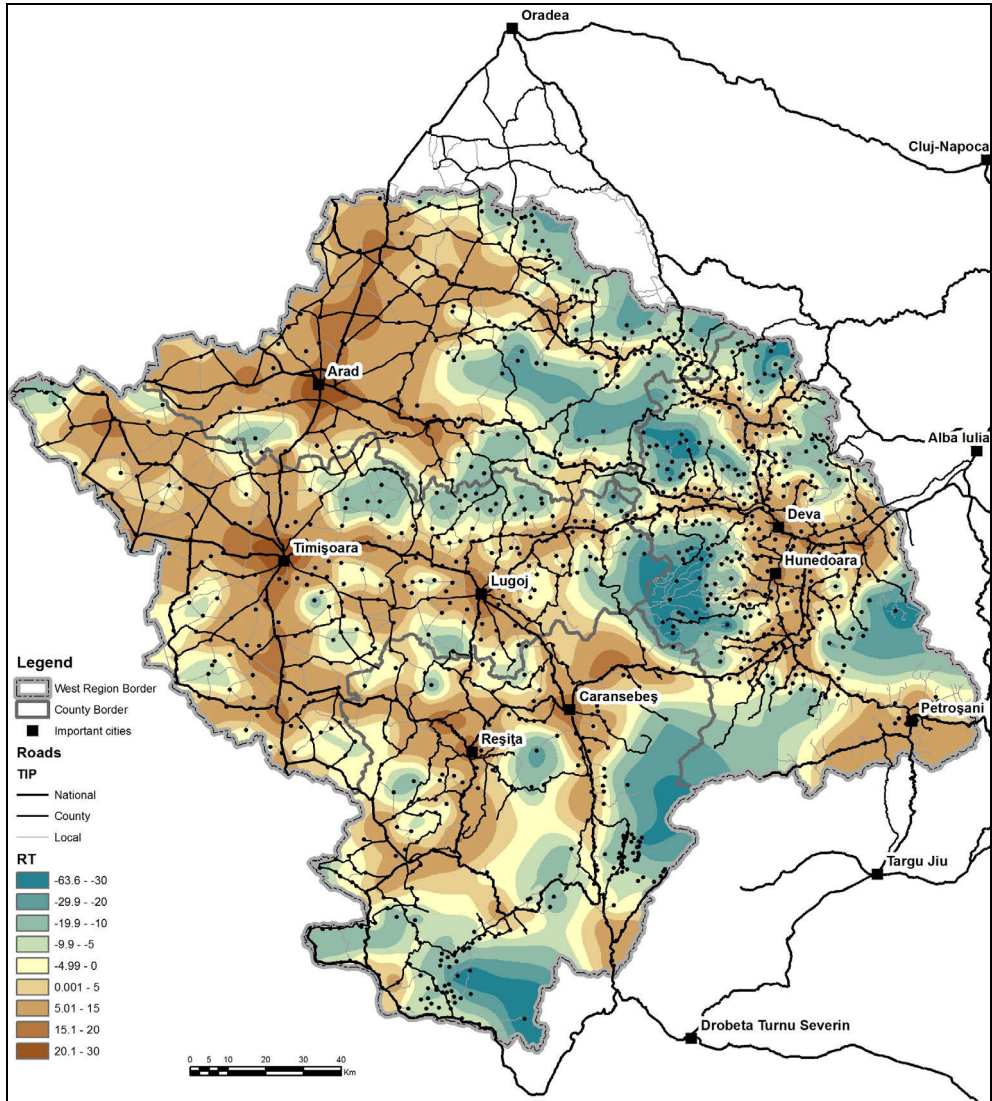 Oradea
Cluj-Napoca
Arad
Alba Iulia
Deva
Timişoara
Hunedoara
Lugoj
Caransebeş
Petroşani
Reşiţa
Targu Jiu
Drobeta Turnu Severin
Legend
West Region Border
County Border
Important cities
Roads
TIP
National
County
Local
RT
-63.6 - -30
-29.9 - -20
-19.9 - -10
-9.9 - -5
-4.99 - 0
0.001 - 5
5.01 - 15
15.1 - 20
20.1 - 30
0 5 10 20 30 40
Km